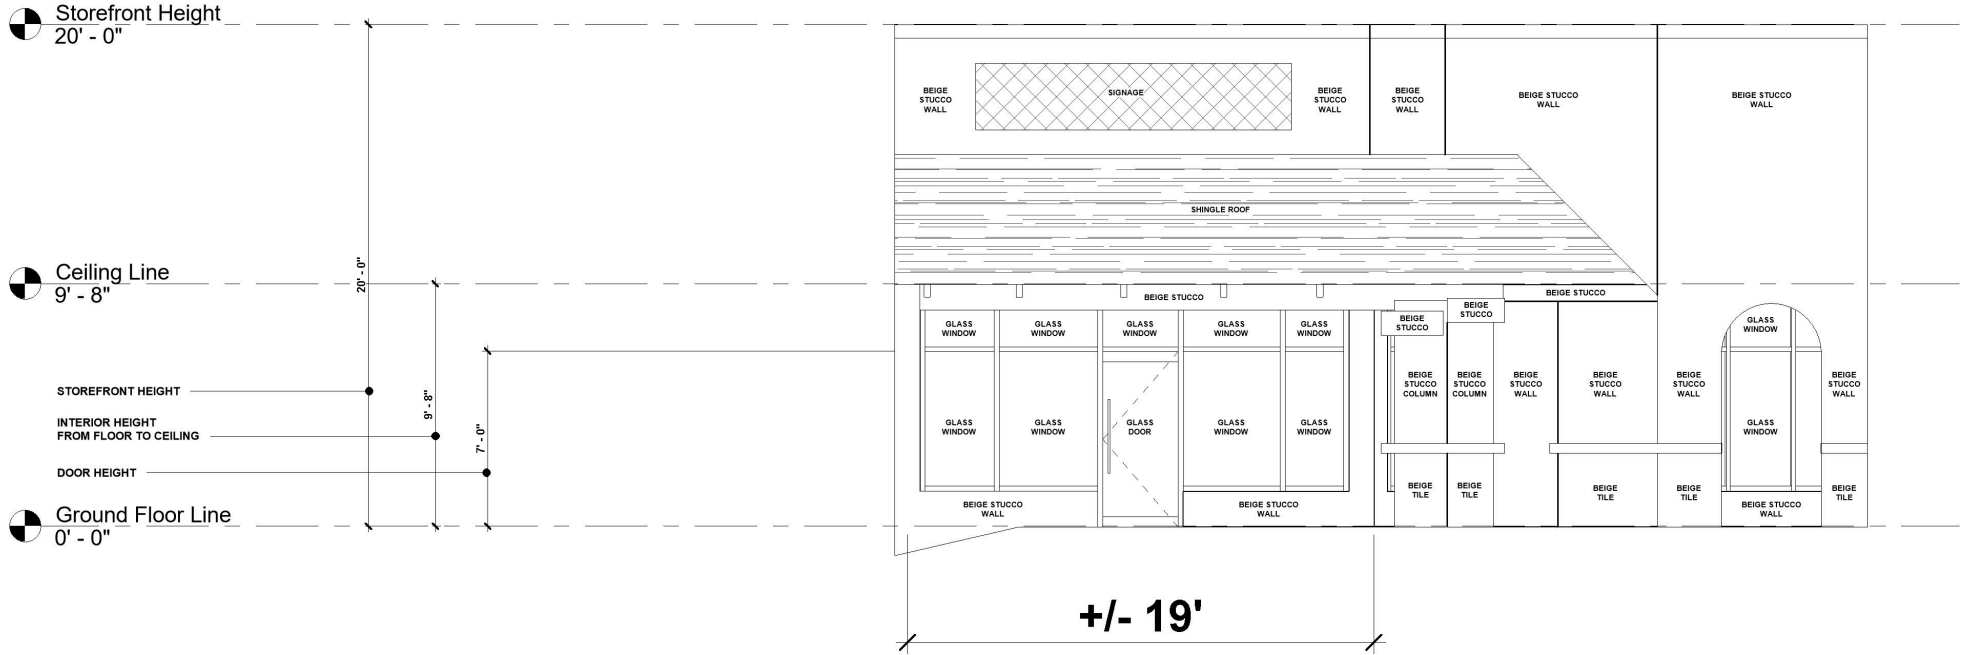 Storefront Height
20' - 0"
BEIGE
STUCCO
WALL
SIGNAGE
BEIGE
STUCCO
WALL
BEIGE
STUCCO
WALL
BEIGE STUCCO
WALL
BEIGE STUCCO
WALL
SHINGLE ROOF
Ceiling Line
9' - 8"
20' - 0"
BEIGE STUCCO
BEIGE STUCCO
BEIGE
STUCCO
BEIGE
STUCCO
GLASS
WINDOW
GLASS
WINDOW
GLASS
WINDOW
GLASS
WINDOW
GLASS
WINDOW
GLASS
WINDOW
STOREFRONT HEIGHT
INTERIOR HEIGHT
FROM FLOOR TO CEILING
DOOR HEIGHT
9' - 8"
7' - 0"
BEIGE
STUCCO
COLUMN
BEIGE
STUCCO
COLUMN
BEIGE
STUCCO
WALL
BEIGE
STUCCO
WALL
BEIGE
STUCCO
WALL
BEIGE
STUCCO
WALL
GLASS
WINDOW
GLASS
WINDOW
GLASS
DOOR
GLASS
WINDOW
GLASS
WINDOW
GLASS
WINDOW
BEIGE
TILE
BEIGE
TILE
BEIGE
TILE
BEIGE
TILE
BEIGE
TILE
BEIGE STUCCO
WALL
BEIGE STUCCO
WALL
BEIGE STUCCO
WALL
Ground Floor Line
0' - 0"
+/- 19'